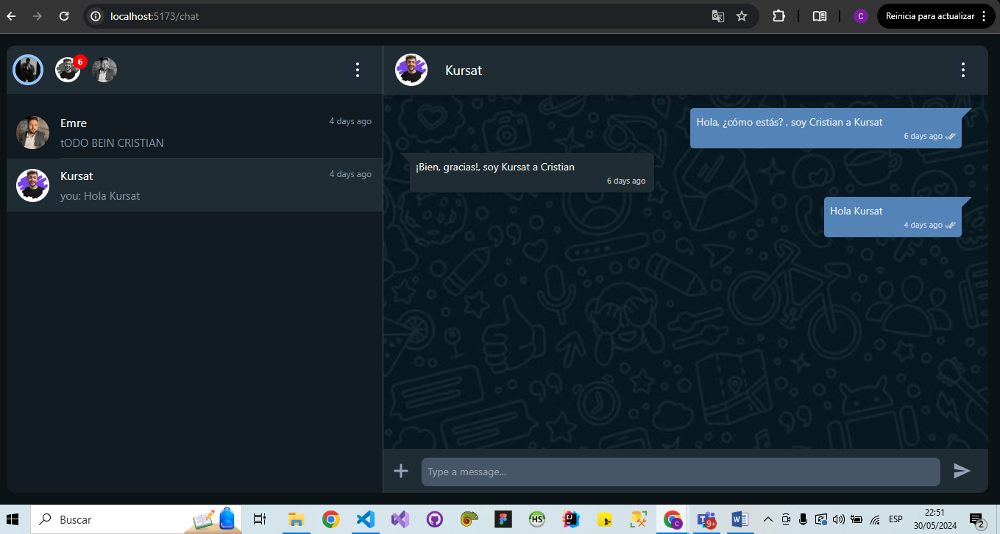 localhost:5173/chat
C
Reinicia para actualizar
6
Kursat
Emre
4 days ago
tODO BEIN CRISTIAN
Kursat
4 days ago
you: Hola Kursat
Hola, ¿cómo estás? , soy Cristian a Kursat
6 days ago
¡Bien, gracias!, soy Kursat a Cristian
6 days ago
Hola Kursat
4 days ago
Type a message...
Buscar
HS
IJ
C
T
9+
W
ESP
22:51
30/05/2024
2